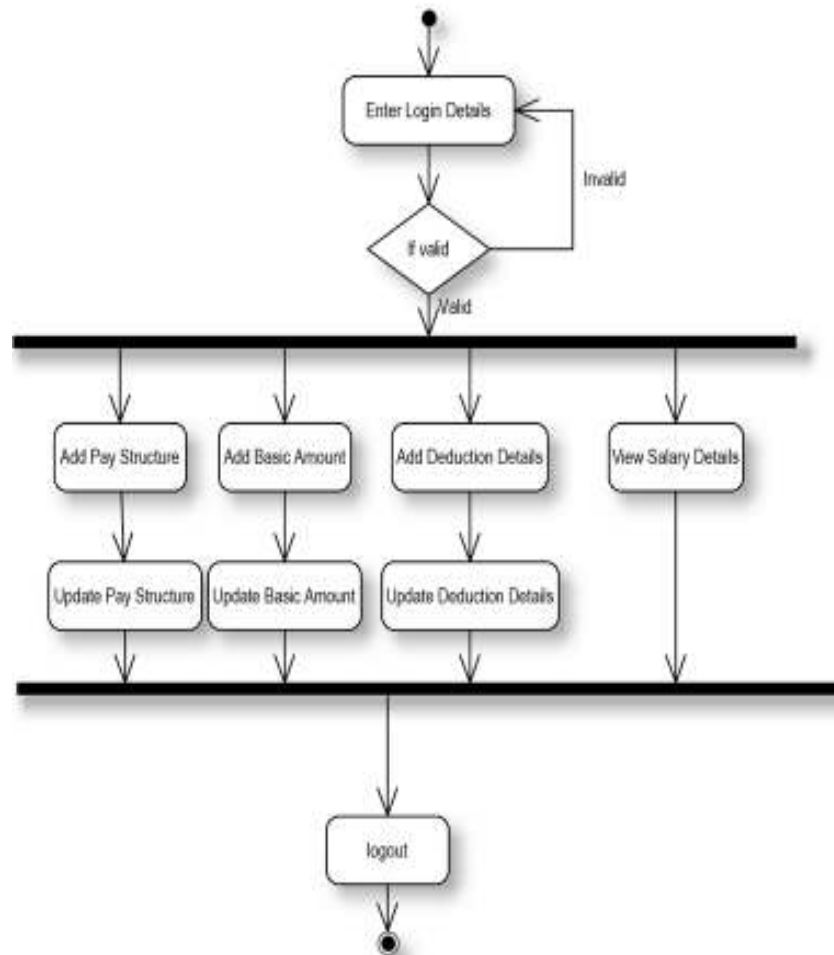 Enter Login Details
Invalid
If valid
Valid
Add Pay Structure
Add Basic Amount
Add Deduction Details
View Salary Details
Update Pay Structure
Update Basic Amount
Update Deduction Details
logout